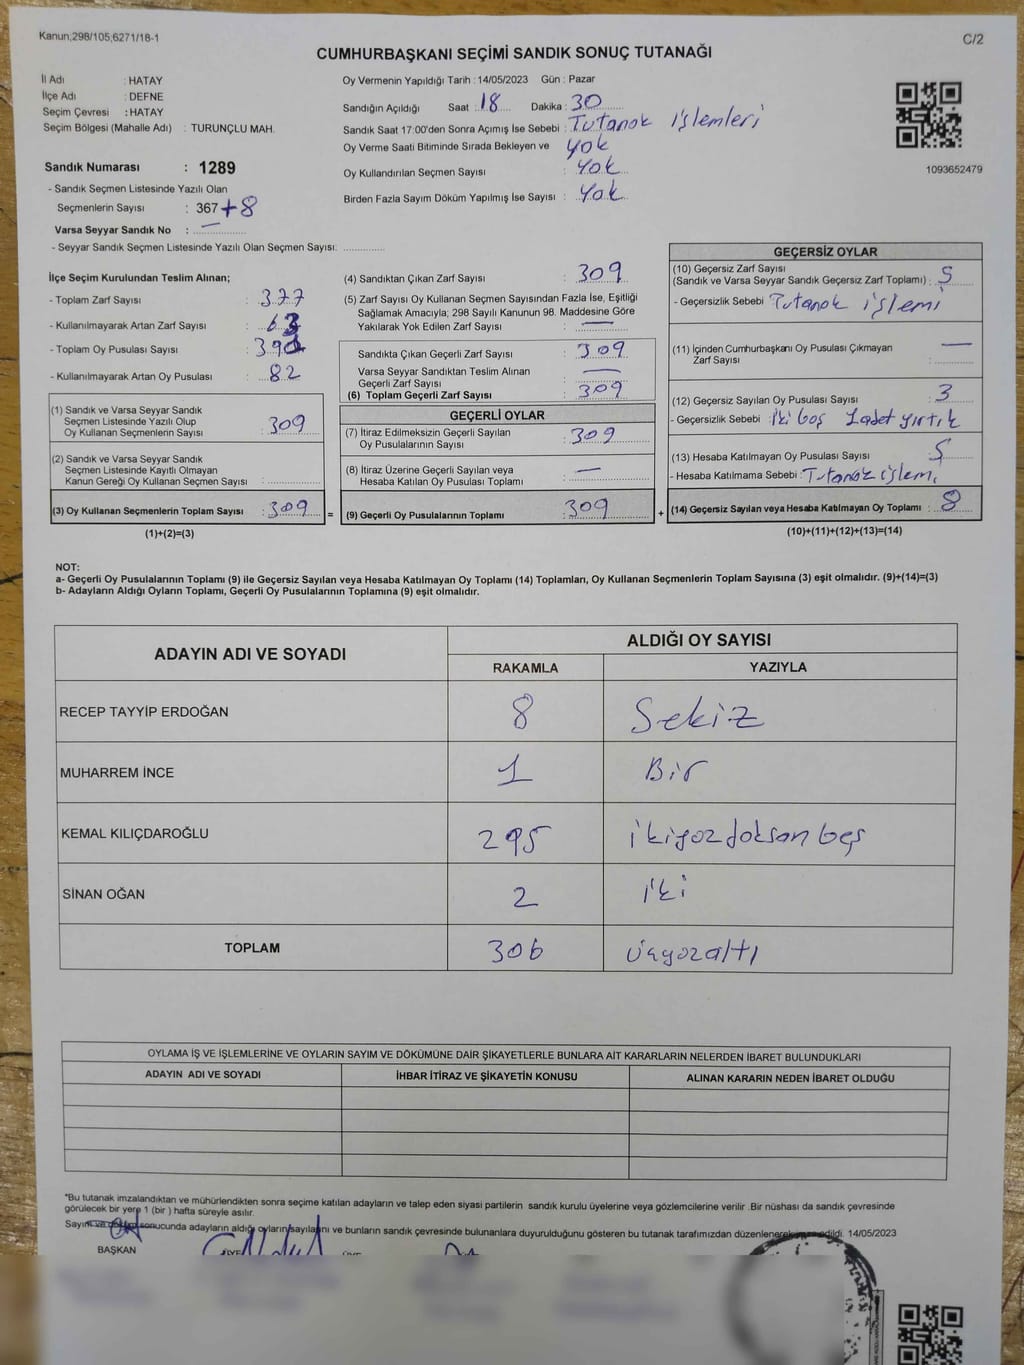 Kanun;298/105;6271/18-1
C/2
CUMHURBAŞKANI SEÇİMİ SANDIK SONUÇ TUTANAĞI
İl Adı : HATAY
İlçe Adı : DEFNE
Seçim Çevresi : HATAY
Seçim Bölgesi (Mahalle Adı) : TURUNÇLU MAH.
Sandık Numarası : 1289
- Sandık Seçmen Listesinde Yazılı Olan
Seçmenlerin Sayısı : 367 +8
Varsa Seyyar Sandık No : —
- Seyyar Sandık Seçmen Listesinde Yazılı Olan Seçmen Sayısı:
Oy Vermenin Yapıldığı Tarih : 14/05/2023 Gün : Pazar
Sandığın Açıldığı Saat : 18 Dakika : 30
Sandık Saat 17:00'den Sonra Açımış İse Sebebi : Tutanak işlemleri
Oy Verme Saati Bitiminde Sırada Bekleyen ve yok
Oy Kullandırılan Seçmen Sayısı : Yok
Birden Fazla Sayım Döküm Yapılmış İse Sayısı : Yok
1093652479
İlçe Seçim Kurulundan Teslim Alınan;
- Toplam Zarf Sayısı : 377
- Kullanılmayarak Artan Zarf Sayısı : 63
- Toplam Oy Pusulası Sayısı :
- Kullanılmayarak Artan Oy Pusulası : 82
(1) Sandık ve Varsa Seyyar Sandık
Seçmen Listesinde Yazılı Olup
Oy Kullanan Seçmenlerin Sayısı : 309
(2) Sandık ve Varsa Seyyar Sandık
Seçmen Listesinde Kayıtlı Olmayan
Kanun Gereği Oy Kullanan Seçmen Sayısı :
(3) Oy Kullanan Seçmenlerin Toplam Sayısı : 309 =
(1)+(2)=(3)
(4) Sandıktan Çıkan Zarf Sayısı : 309
(5) Zarf Sayısı Oy Kullanan Seçmen Sayısından Fazla İse, Eşitliği
Sağlamak Amacıyla; 298 Sayılı Kanunun 98. Maddesine Göre
Yakılarak Yok Edilen Zarf Sayısı : —
Sandıkta Çıkan Geçerli Zarf Sayısı : 309
Varsa Seyyar Sandıktan Teslim Alınan
Geçerli Zarf Sayısı : —
(6) Toplam Geçerli Zarf Sayısı : 309
GEÇERLİ OYLAR
(7) İtiraz Edilmeksizin Geçerli Sayılan
Oy Pusulalarının Sayısı : 309
(8) İtiraz Üzerine Geçerli Sayılan veya
Hesaba Katılan Oy Pusulası Toplamı : —
(9) Geçerli Oy Pusulalarının Toplamı : 309 +
GEÇERSİZ OYLAR
(10) Geçersiz Zarf Sayısı
(Sandık ve Varsa Seyyar Sandık Geçersiz Zarf Toplamı) : 5
- Geçersizlik Sebebi : Tutanak işlemi
(11) İçinden Cumhurbaşkanı Oy Pusulası Çıkmayan —
Zarf Sayısı :
(12) Geçersiz Sayılan Oy Pusulası Sayısı : 3
- Geçersizlik Sebebi : İki boş 1 adet yırtık
(13) Hesaba Katılmayan Oy Pusulası Sayısı : 5
- Hesaba Katılmama Sebebi : Tutanak işlemi
(14) Geçersiz Sayılan veya Hesaba Katılmayan Oy Toplamı : 8
(10)+(11)+(12)+(13)=(14)
NOT:
a- Geçerli Oy Pusulalarının Toplamı (9) ile Geçersiz Sayılan veya Hesaba Katılmayan Oy Toplamı (14) Toplamları, Oy Kullanan Seçmenlerin Toplam Sayısına (3) eşit olmalıdır. (9)+(14)=(3)
b- Adayların Aldığı Oyların Toplamı, Geçerli Oy Pusulalarının Toplamına (9) eşit olmalıdır.
ADAYIN ADI VE SOYADI
ALDIĞI OY SAYISI
RAKAMLA YAZIYLA
RECEP TAYYİP ERDOĞAN 8 Sekiz
MUHARREM İNCE 1 Bir
KEMAL KILIÇDAROĞLU 295 ikiyozdoksan beş
SİNAN OĞAN 2 iki
TOPLAM 306 üçyozaltı
OYLAMA İŞ VE İŞLEMLERİNE VE OYLARIN SAYIM VE DÖKÜMÜNE DAİR ŞİKAYETLERLE BUNLARA AİT KARARLARIN NELERDEN İBARET BULUNDUKLARI
ADAYIN ADI VE SOYADI İHBAR İTİRAZ VE ŞİKAYETİN KONUSU ALINAN KARARIN NEDEN İBARET OLDUĞU
*Bu tutanak imzalandıktan ve mühürlendikten sonra seçime katılan adayların ve talep eden siyasi partilerin sandık kurulu üyelerine veya gözlemcilerine verilir .Bir nüshası da sandık çevresinde
görülecek bir yere 1 (bir ) hafta süreyle asılır.
Sayım ve döküm sonucunda adayların aldığı oyların sayılarını ve bunların sandık çevresinde bulunanlara duyurulduğunu gösteren bu tutanak tarafımızdan düzenlenerek edildi. 14/05/2023
BAŞKAN ÜYE ÜYE